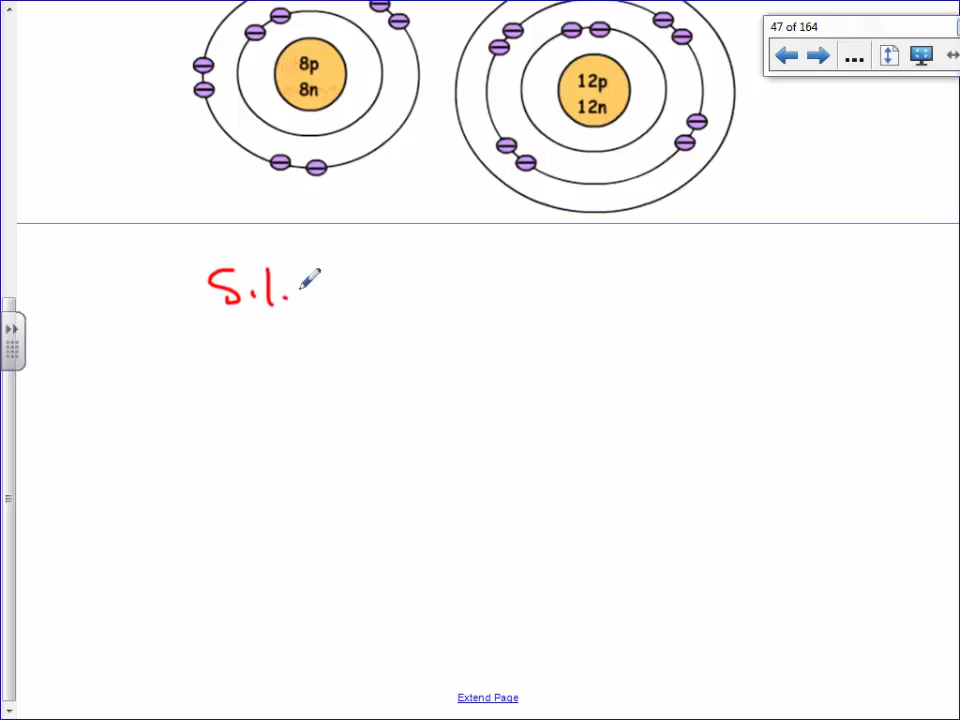 47 of 164
8p
8n
12p
12n
S.I.
Extend Page